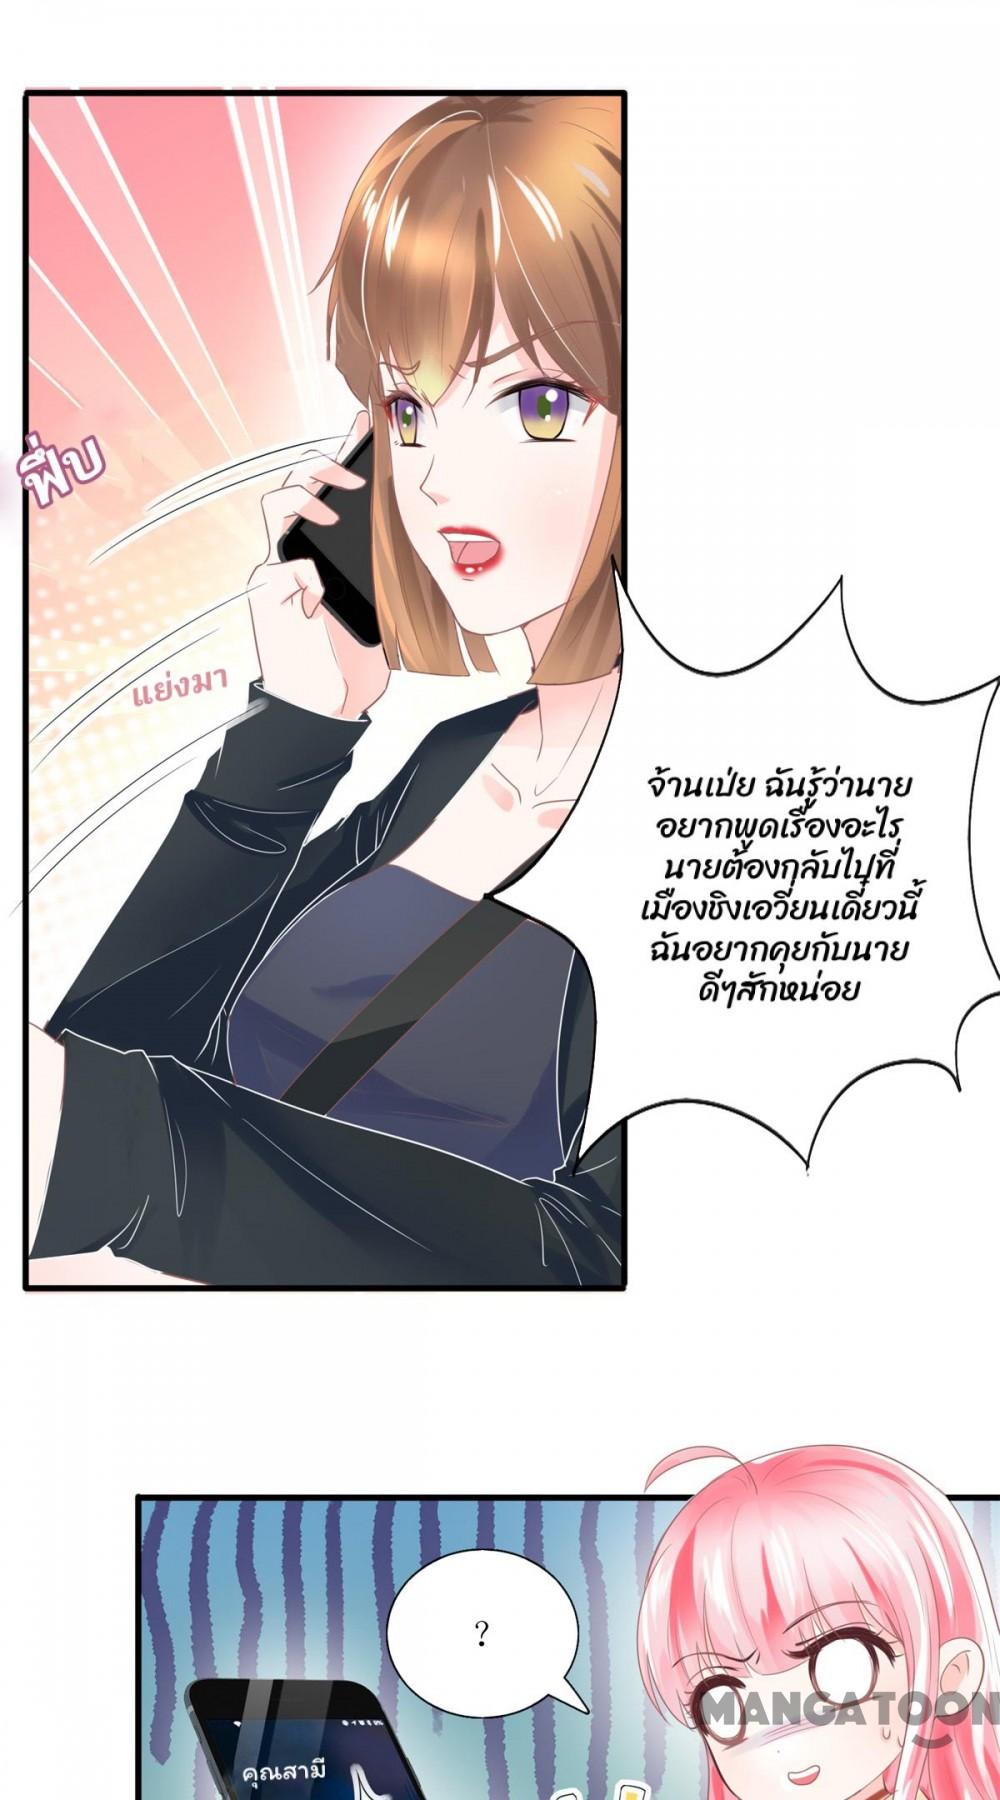 ฟึ่บ
แย่งมา
จ้านเป่ย ฉันรู้ว่านาย
อยากพูดเรื่องอะไร
นายต้องกลับไปที่
เมืองชิงเอวี่ยนเดี๋ยวนี้
ฉันอยากคุยกับนาย
ดีๆสักหน่อย
?
MANGATOON
คุณสามี